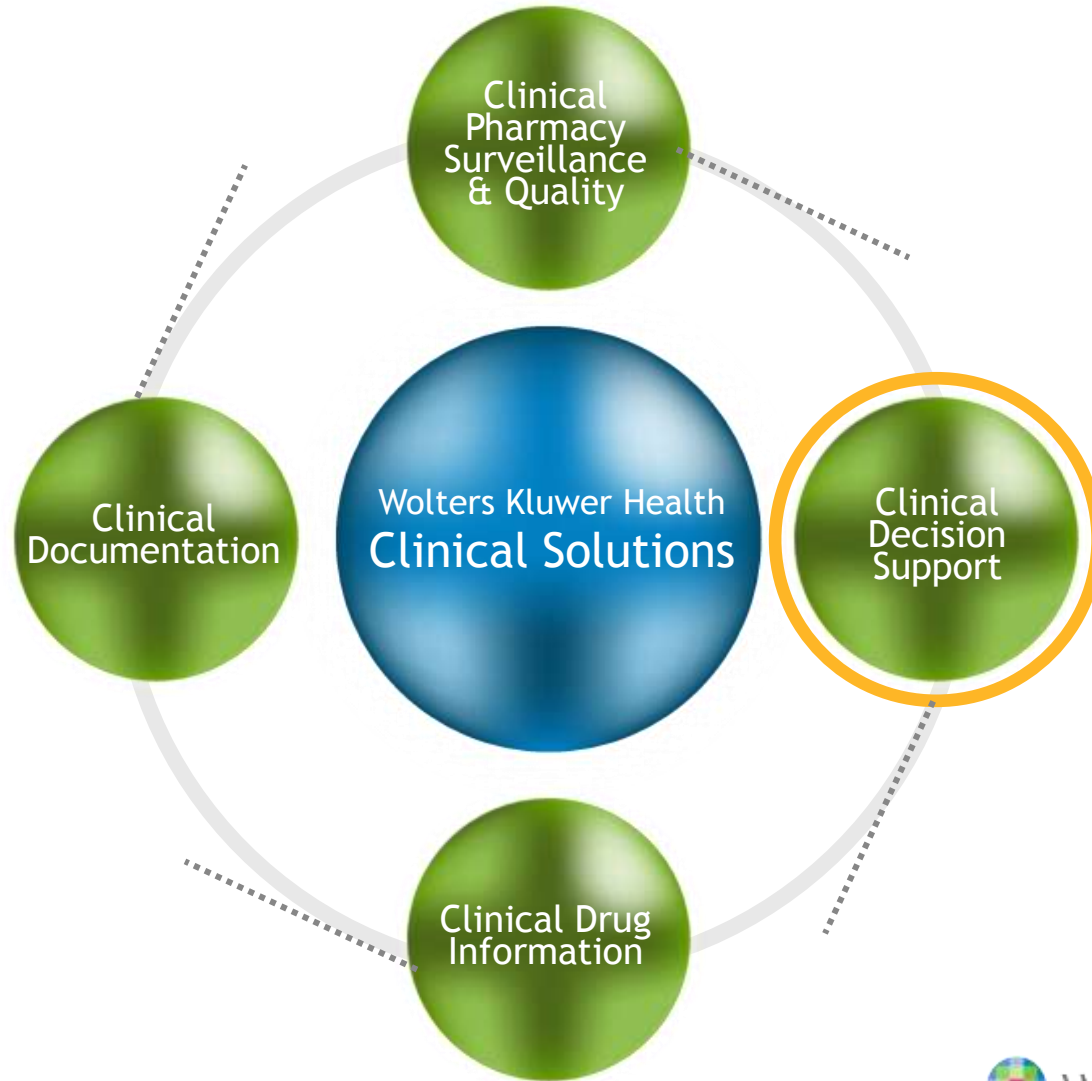 Clinical
Pharmacy
Surveillance
& Quality
Clinical
Documentation
Wolters Kluwer Health
Clinical Solutions
Clinical
Decision
Support
Clinical Drug
Information